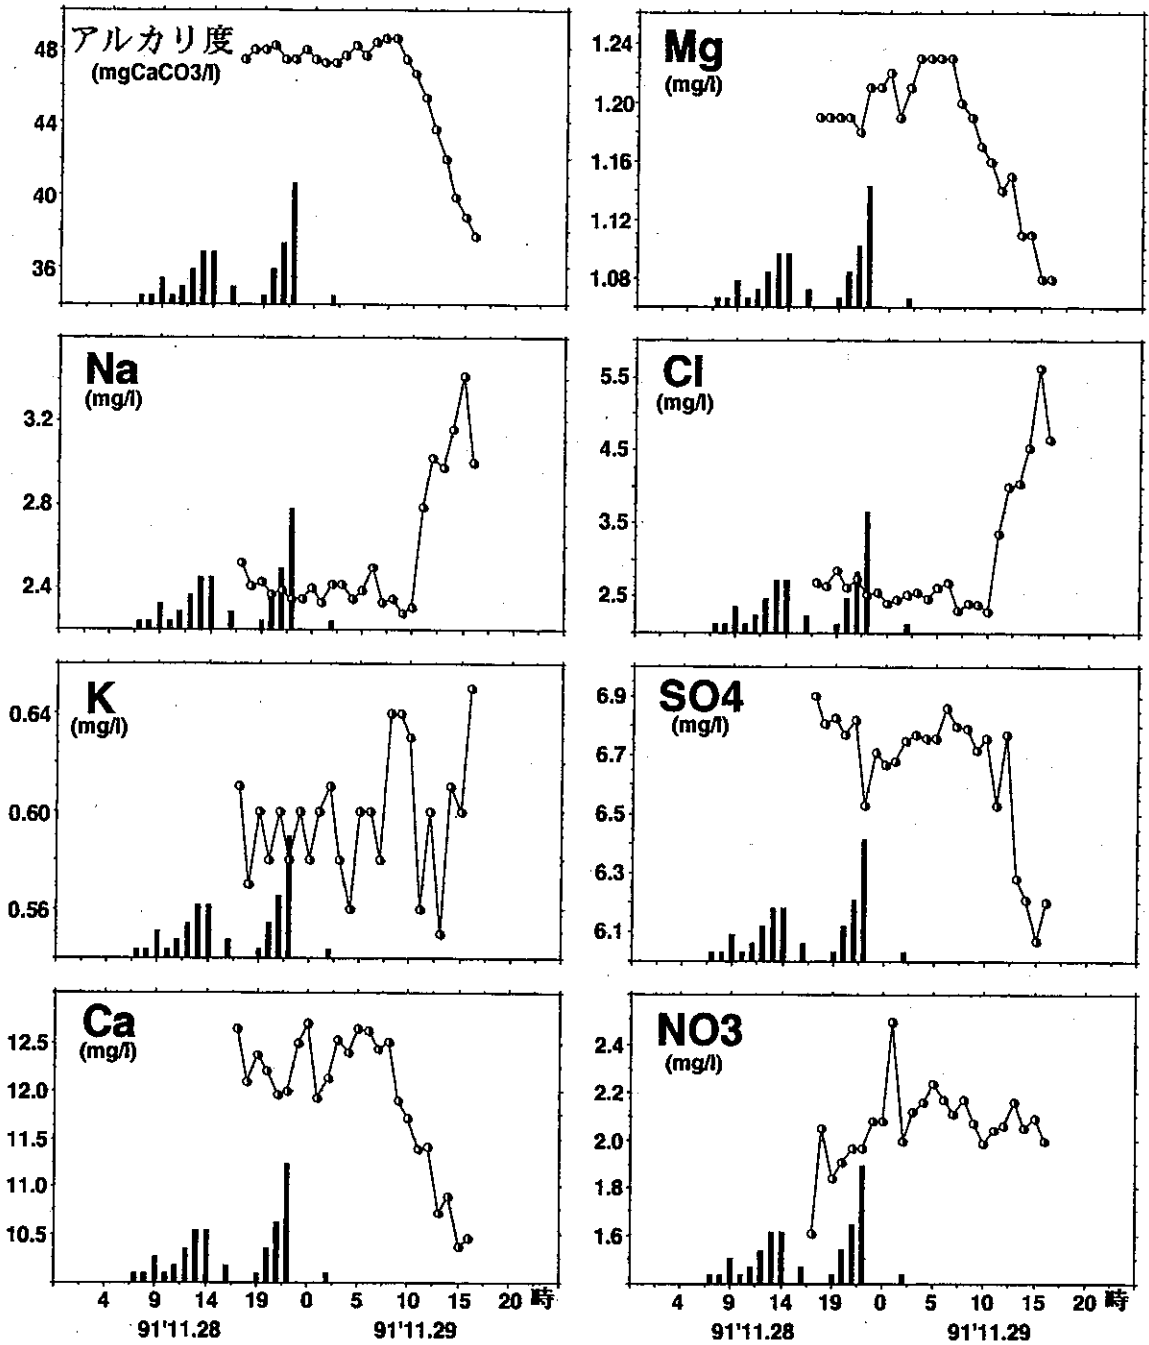 アルカリ度
(mgCaCO3/l)
48
44
40
36
Mg
(mg/l)
1.24
1.20
1.16
1.12
1.08
Na
(mg/l)
3.2
2.8
2.4
Cl
(mg/l)
5.5
4.5
3.5
2.5
K
(mg/l)
0.64
0.60
0.56
SO4
(mg/l)
6.9
6.7
6.5
6.3
6.1
Ca
(mg/l)
12.5
12.0
11.5
11.0
10.5
4 9 14 19 0 5 10 15 20 時
91'11.28 91'11.29
NO3
(mg/l)
2.4
2.2
2.0
1.8
1.6
4 9 14 19 0 5 10 15 20 時
91'11.28 91'11.29